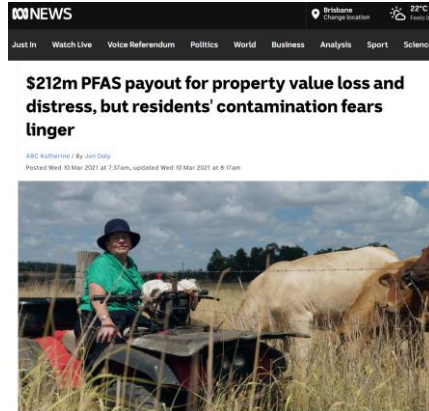 NEWS
Brisbane
Change location
22°C
Feels
Just In Watch Live Voice Referendum Politics World Business Analysis Sport Science
$212m PFAS payout for property value loss and
distress, but residents' contamination fears
linger
ABC Katherine / By Jon Daly
Posted Wed 10 Mar 2021 at 7:37am, updated Wed 10 Mar 2021 at 8:17am